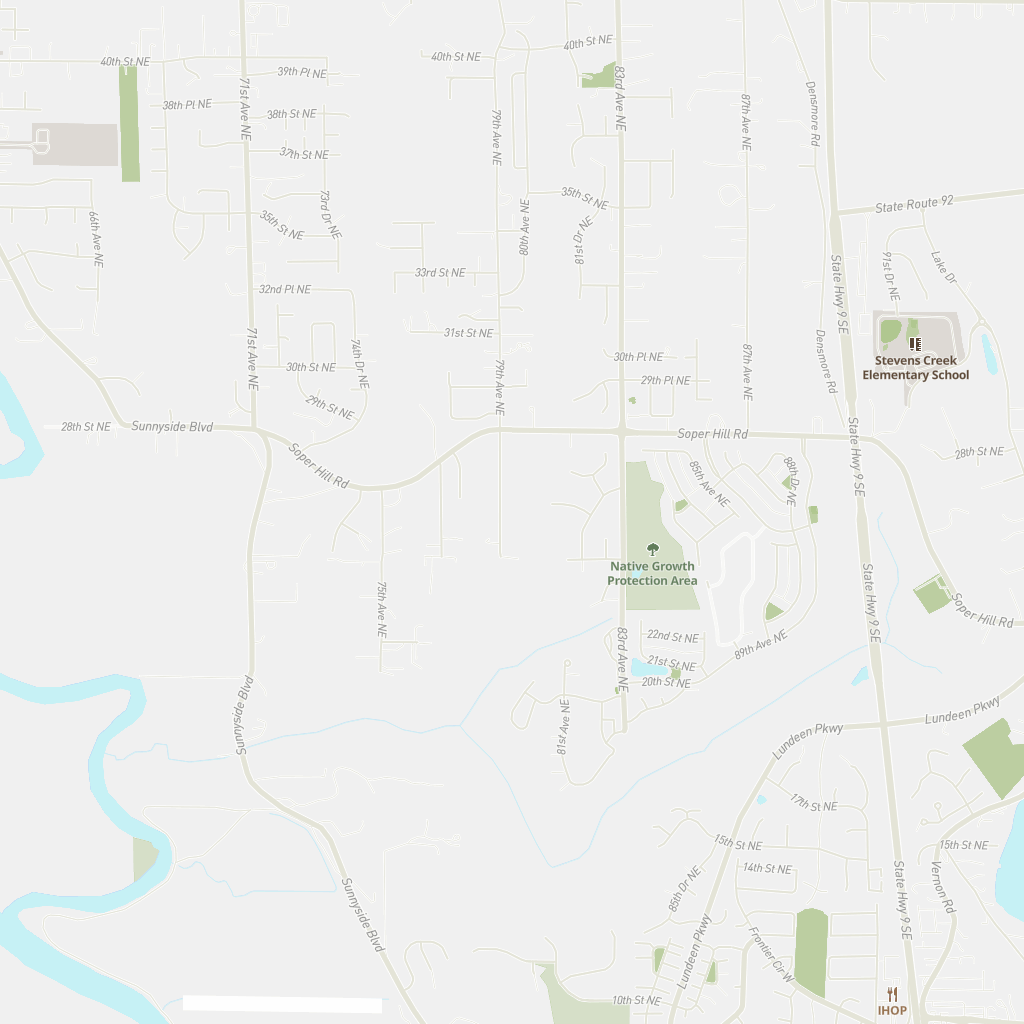 40th St NE
40th St NE
40th St NE
39th Pl NE
38th Pl NE
38th St NE
37th St NE
71st Ave NE
79th Ave NE
83rd Ave NE
87th Ave NE
Densmore Rd
State Route 92
35th St NE
35th St NE
73rd Dr NE
66th Ave NE
80th Ave NE
81st Dr NE
33rd St NE
32nd Pl NE
31st St NE
State Hwy 9 SE
91st Dr NE
Lake Dr
71st Ave NE
74th Dr NE
30th St NE
29th St NE
79th Ave NE
30th Pl NE
29th Pl NE
87th Ave NE
Densmore Rd
Stevens Creek
Elementary School
28th St NE
Sunnyside Blvd
Soper Hill Rd
Soper Hill Rd
State Hwy 9 SE
28th St NE
85th Ave NE
88th Dr NE
Native Growth
Protection Area
75th Ave NE
State Hwy 9 SE
Soper Hill Rd
83rd Ave NE
22nd St NE
21st St NE
20th St NE
89th Ave NE
Sunnyside Blvd
81st Ave NE
Lundeen Pkwy
Lundeen Pkwy
17th St NE
15th St NE
15th St NE
14th St NE
85th Dr NE
Vernon Rd
State Hwy 9 SE
Sunnyside Blvd
Lundeen Pkwy
Frontier Cir W
10th St NE
IHOP